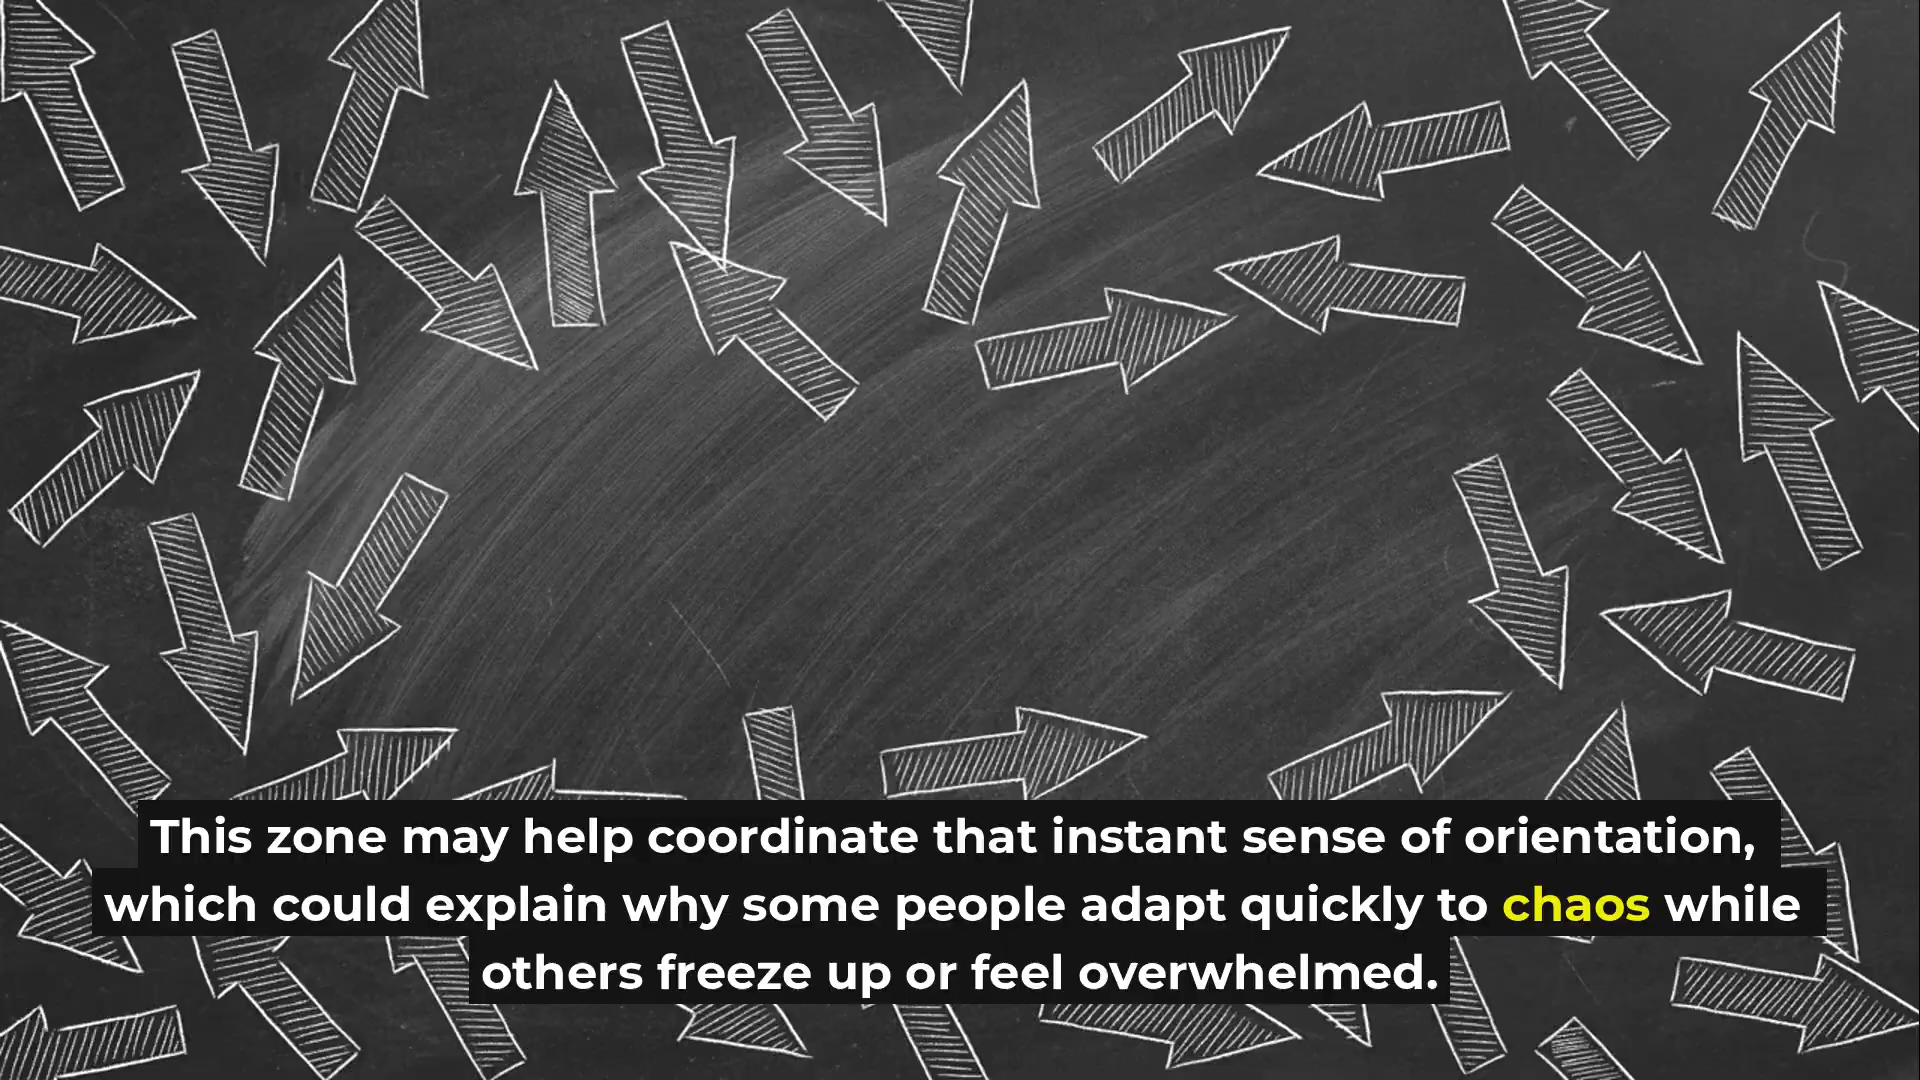 This zone may help coordinate that instant sense of orientation,
which could explain why some people adapt quickly to chaos while
others freeze up or feel overwhelmed.